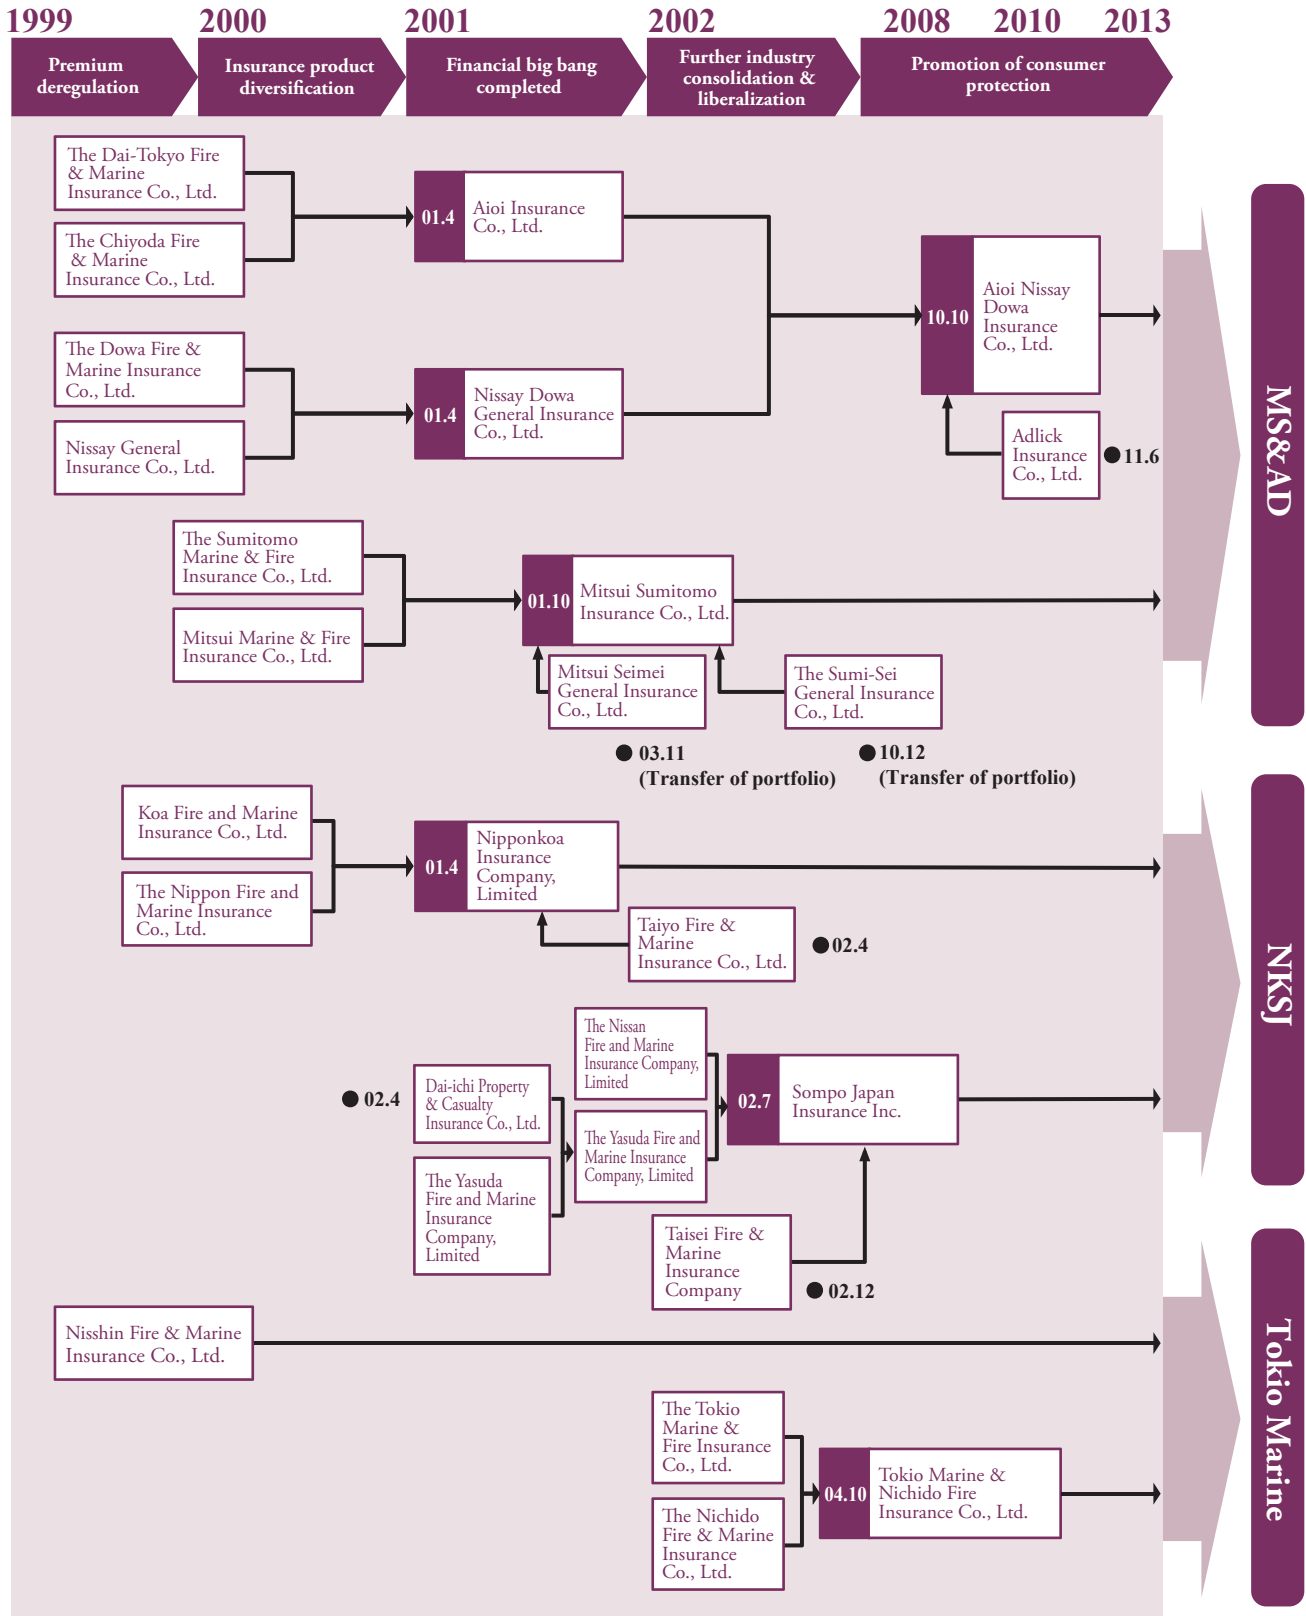 1999
2000
2001
2002
2008
2010
2013
Premium
deregulation
Insurance product
diversification
Financial big bang
completed
Further industry
consolidation &
liberalization
Promotion of consumer
protection
The Dai-Tokyo Fire
& Marine
Insurance Co., Ltd.
The Chiyoda Fire
& Marine
Insurance Co., Ltd.
01.4
Aioi Insurance
Co., Ltd.
The Dowa Fire &
Marine Insurance
Co., Ltd.
Nissay General
Insurance Co., Ltd.
01.4
Nissay Dowa
General Insurance
Co., Ltd.
10.10
Aioi Nissay
Dowa
Insurance
Co., Ltd.
Adlick
Insurance
Co., Ltd.
11.6
The Sumitomo
Marine & Fire
Insurance Co., Ltd.
Mitsui Marine & Fire
Insurance Co., Ltd.
01.10
Mitsui Sumitomo
Insurance Co., Ltd.
Mitsui Seimei
General Insurance
Co., Ltd.
03.11
(Transfer of portfolio)
The Sumi-Sei
General Insurance
Co., Ltd.
10.12
(Transfer of portfolio)
MS&AD
Koa Fire and Marine
Insurance Co., Ltd.
The Nippon Fire and
Marine Insurance
Co., Ltd.
01.4
Nipponkoa
Insurance
Company,
Limited
Taiyo Fire &
Marine
Insurance Co., Ltd.
02.4
02.4
Dai-ichi Property
& Casualty
Insurance Co., Ltd.
The Yasuda
Fire and Marine
Insurance
Company,
Limited
The Nissan
Fire and Marine
Insurance Company,
Limited
The Yasuda Fire and
Marine Insurance
Company, Limited
02.7
Sompo Japan
Insurance Inc.
Taisei Fire &
Marine
Insurance
Company
02.12
NKSJ
Nisshin Fire & Marine
Insurance Co., Ltd.
The Tokio
Marine &
Fire Insurance
Co., Ltd.
The Nichido
Fire & Marine
Insurance
Co., Ltd.
04.10
Tokio Marine &
Nichido Fire
Insurance Co., Ltd.
Tokio Marine